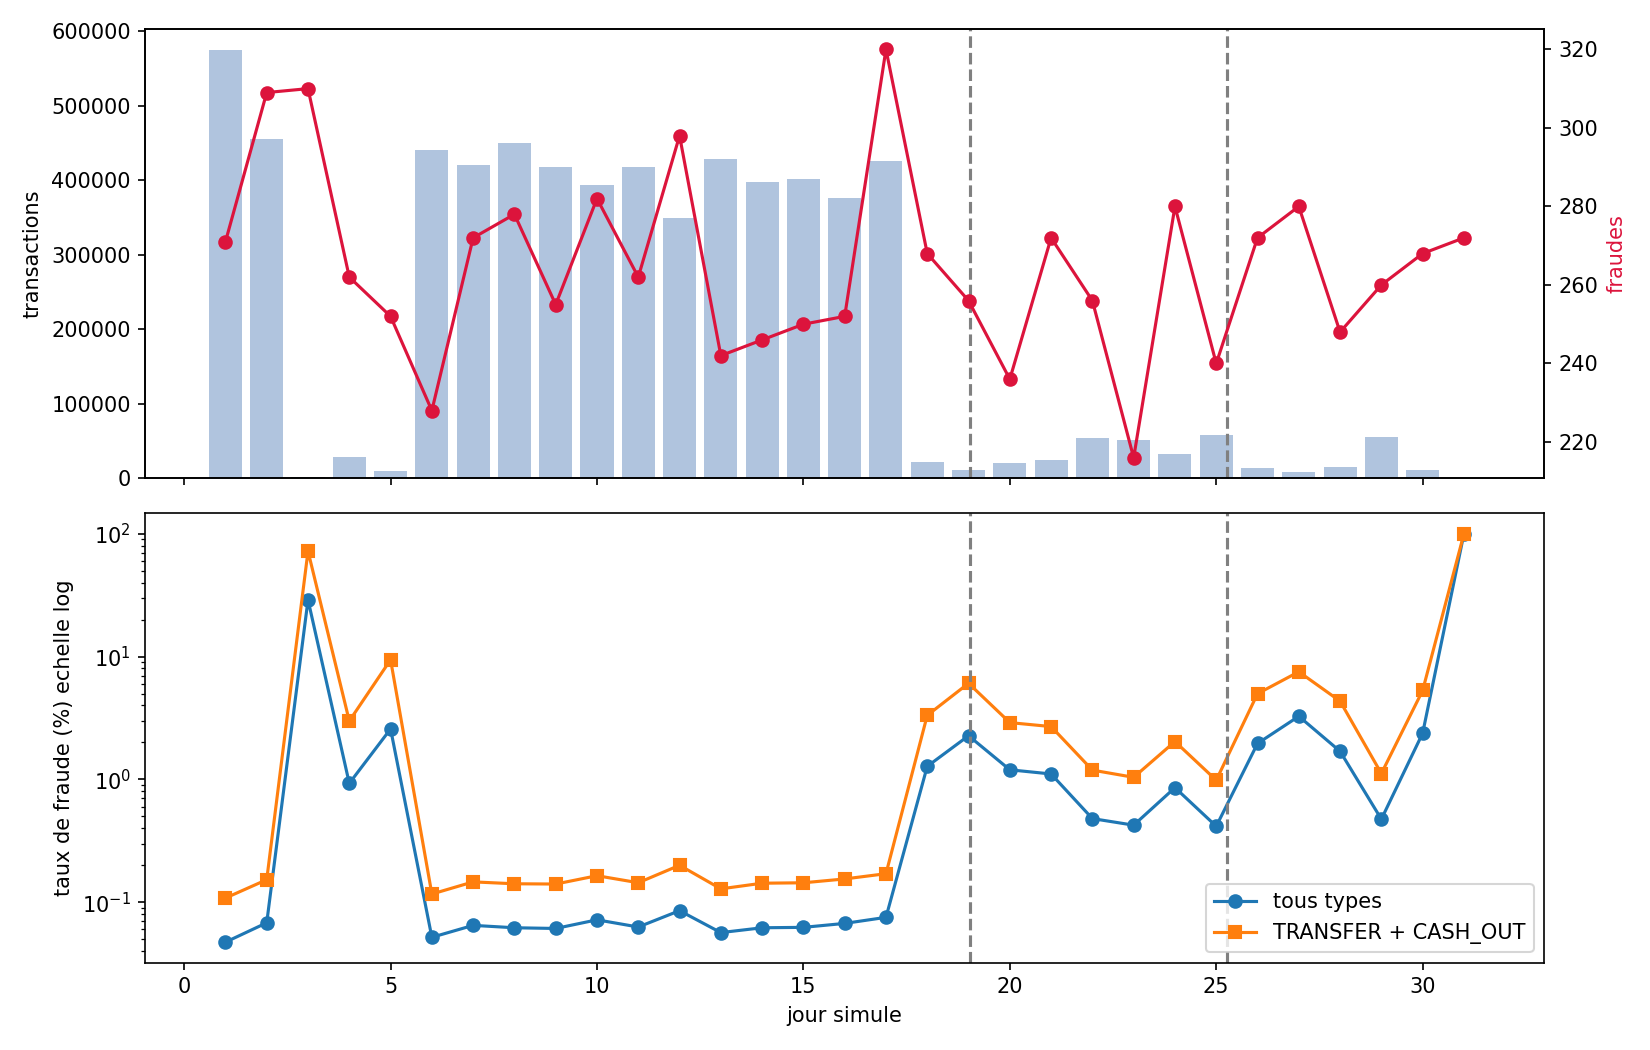 600000
500000
400000
300000
200000
100000
0
transactions
320
300
280
260
240
220
fraudes
10²
10¹
10⁰
10⁻¹
taux de fraude (%) echelle log
tous types
TRANSFER + CASH_OUT
0 5 10 15 20 25 30
jour simule